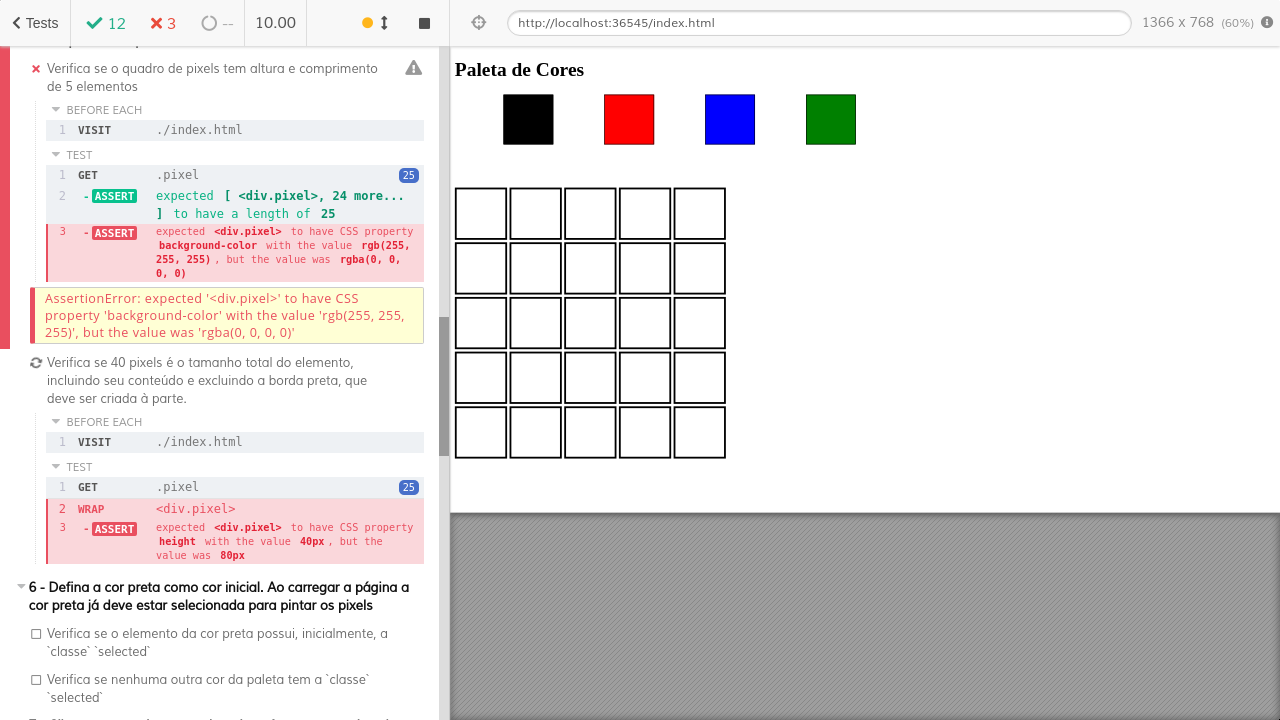 Tests
12
3
--
10.00
http://localhost:36545/index.html
1366 x 768 (60%)
Verifica se o quadro de pixels tem altura e comprimento
de 5 elementos
BEFORE EACH
1 VISIT ./index.html
TEST
1 GET .pixel 25
2 - ASSERT expected [ <div.pixel>, 24 more...
] to have a length of 25
3 - ASSERT expected <div.pixel> to have CSS property
background-color with the value rgb(255,
255, 255) , but the value was rgba(0, 0,
0, 0)
AssertionError: expected '<div.pixel>' to have CSS
property 'background-color' with the value 'rgb(255, 255,
255)', but the value was 'rgba(0, 0, 0, 0)'
Verifica se 40 pixels é o tamanho total do elemento,
incluindo seu conteúdo e excluindo a borda preta, que
deve ser criada à parte.
BEFORE EACH
1 VISIT ./index.html
TEST
1 GET .pixel 25
2 WRAP <div.pixel>
3 - ASSERT expected <div.pixel> to have CSS property
height with the value 40px , but the
value was 80px
6 - Defina a cor preta como cor inicial. Ao carregar a página a
cor preta já deve estar selecionada para pintar os pixels
Verifica se o elemento da cor preta possui, inicialmente, a
`classe` `selected`
Verifica se nenhuma outra cor da paleta tem a `classe`
`selected`
Paleta de Cores